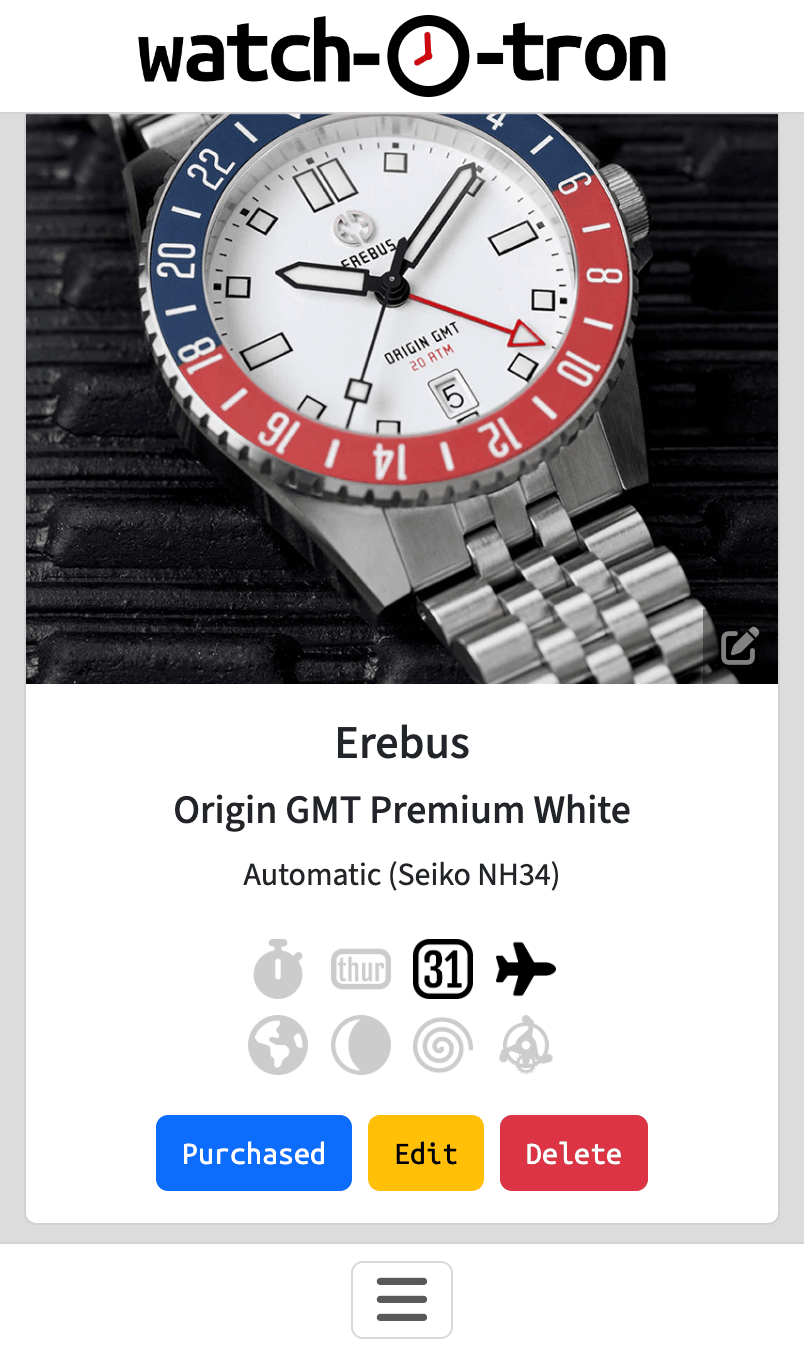 watch-O-tron
4
6
8
10
12
14
16
18
20
22
EREBUS
ORIGIN GMT
20 ATM
5
Erebus
Origin GMT Premium White
Automatic (Seiko NH34)
thur
31
Purchased
Edit
Delete